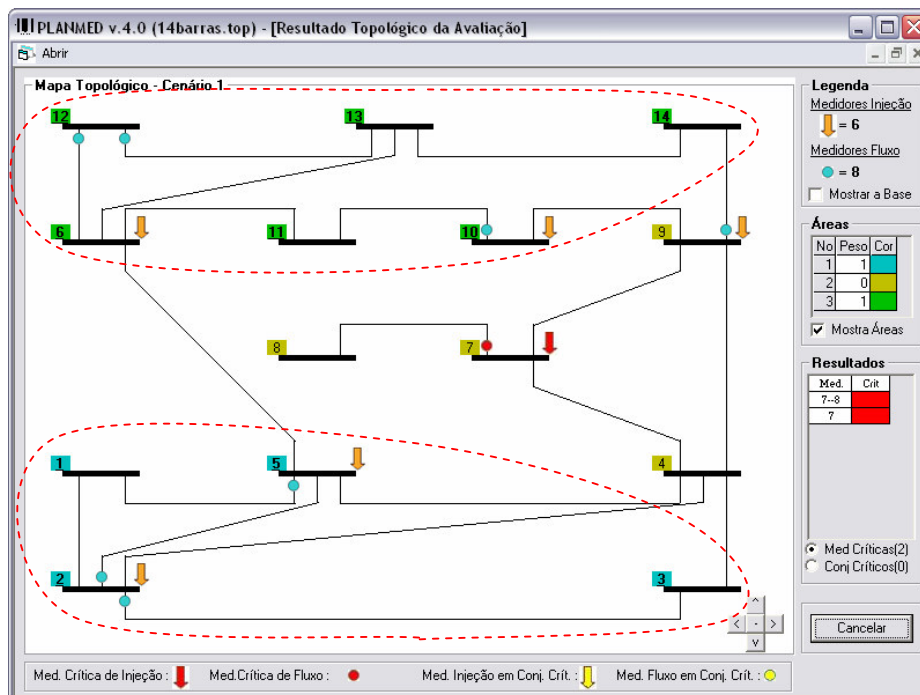 PLANMED v.4.0 (14barras.top) - [Resultado Topológico da Avaliação]
Abrir
Mapa Topológico - Cenário 1
12
13
14
6
11
10
9
8
7
1
5
4
2
3
Legenda
Medidores Injeção
= 6
Medidores Fluxo
= 8
Mostrar a Base
Áreas
No Peso Cor
1 1
2 0
3 1
Mostra Áreas
Resultados
Med. Crit
7--8
7
Med Críticas(2)
Conj Críticos(0)
Cancelar
Med. Crítica de Injeção : Med.Crítica de Fluxo : Med. Injeção em Conj. Crít. : Med. Fluxo em Conj. Crít. :